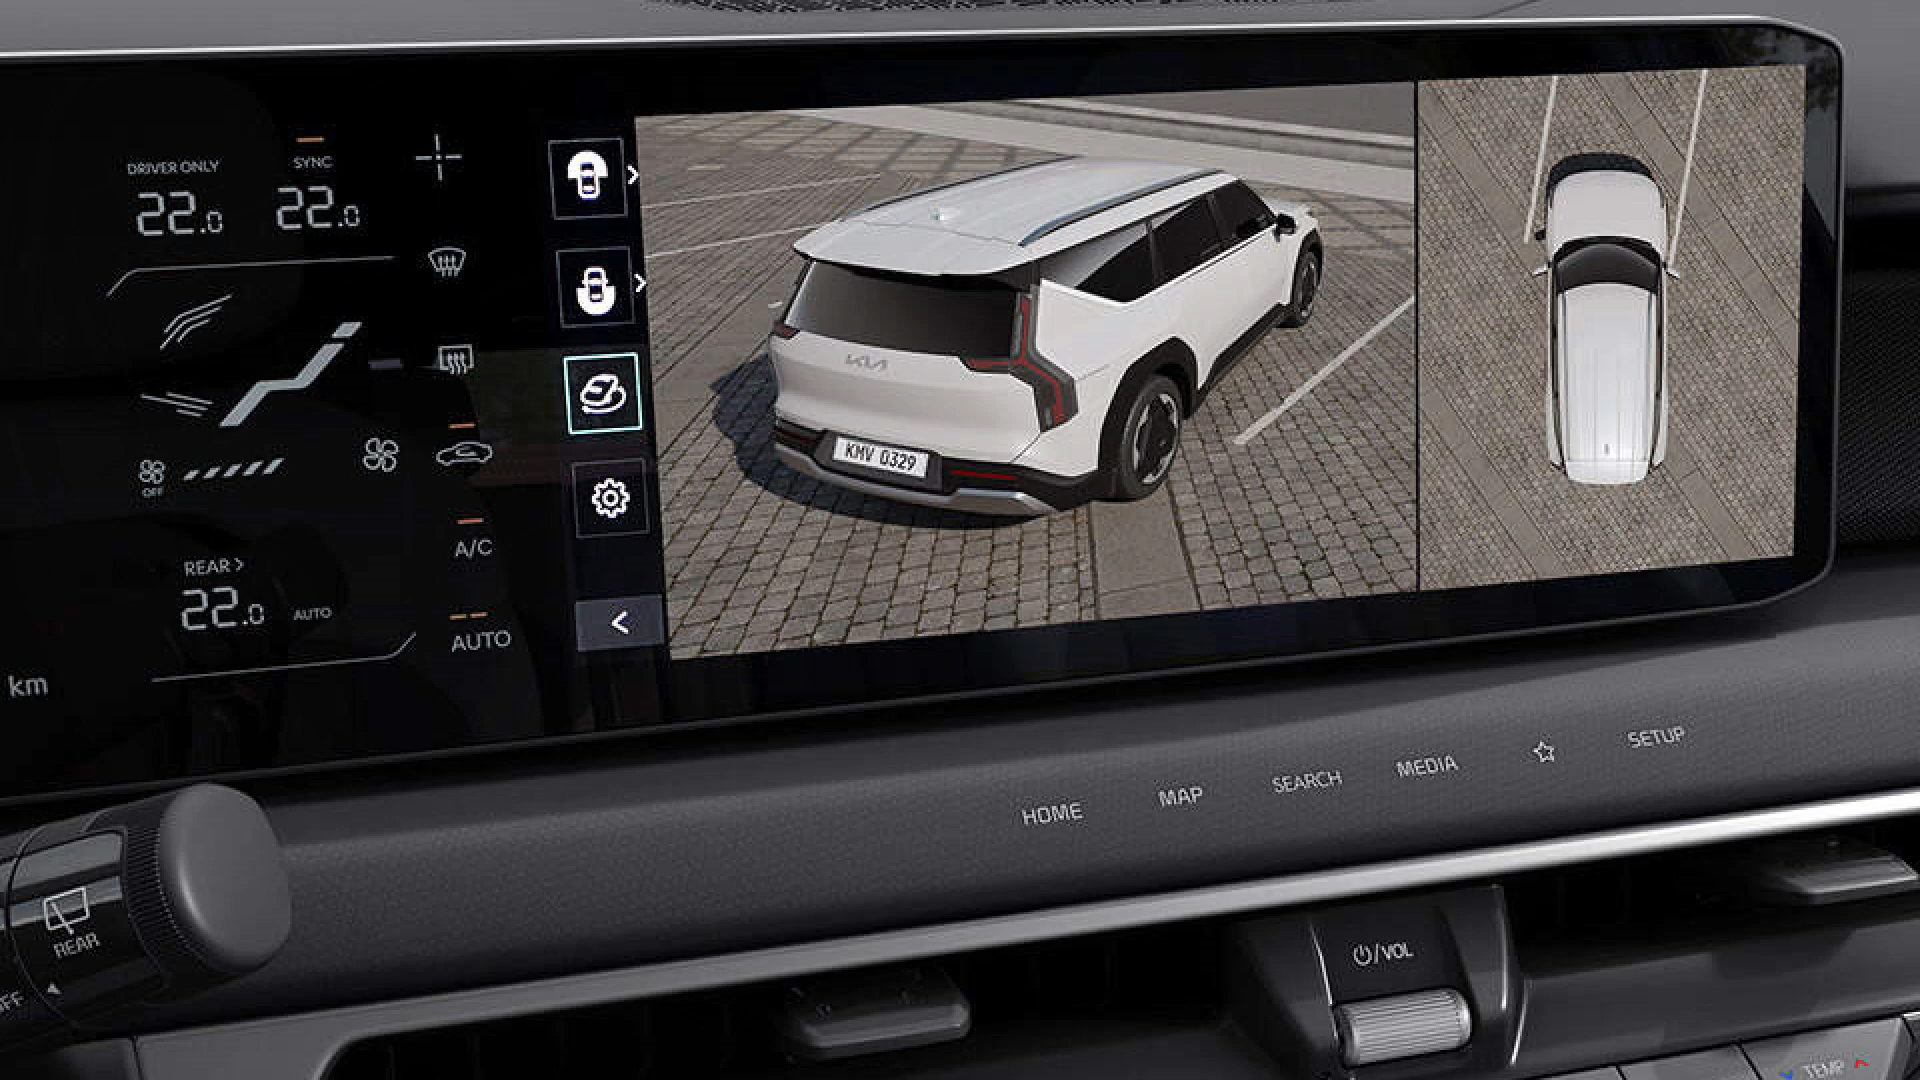 DRIVER ONLY
22.0
SYNC
22.0
OFF
REAR >
22.0
AUTO
A/C
AUTO
km
KIA
KMV 0329
HOME
MAP
SEARCH
MEDIA
SETUP
REAR
/VOL
TEMP